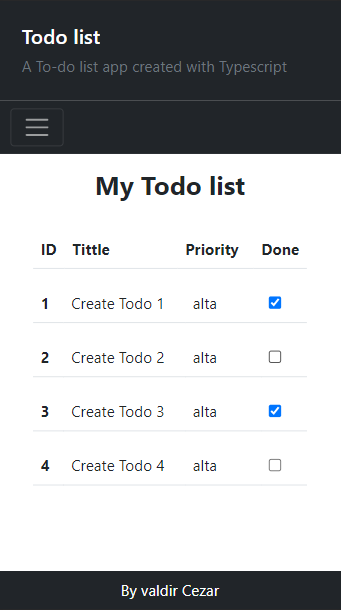 Todo list
A To-do list app created with Typescript
My Todo list
ID Tittle Priority Done
1 Create Todo 1 alta
2 Create Todo 2 alta
3 Create Todo 3 alta
4 Create Todo 4 alta
By valdir Cezar